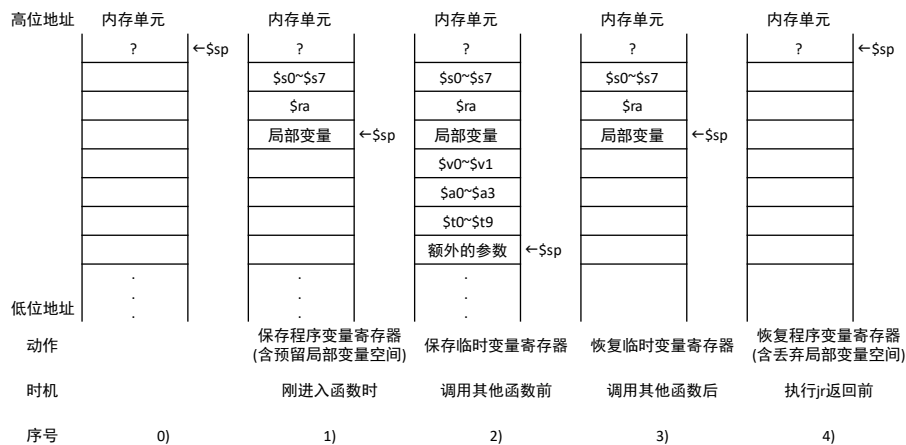 高位地址 内存单元 内存单元 内存单元 内存单元 内存单元
? ←$sp ? ? ? ? ←$sp
$s0~$s7 $s0~$s7 $s0~$s7
$ra $ra $ra
局部变量 ←$sp 局部变量 局部变量 ←$sp
$v0~$v1
$a0~$a3
$t0~$t9
额外的参数 ←$sp
. . . . .
. . . . .
低位地址 . . . . .
动作 保存程序变量寄存器 保存临时变量寄存器 恢复临时变量寄存器 恢复程序变量寄存器
(含预留局部变量空间) (含丢弃局部变量空间)
时机 刚进入函数时 调用其他函数前 调用其他函数后 执行jr返回前
序号 0) 1) 2) 3) 4)